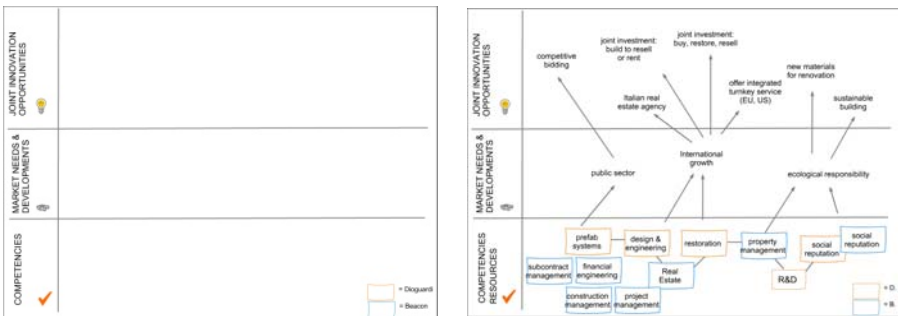 JOINT INNOVATION
OPPORTUNITIES
MARKET NEEDS &
DEVELOPMENTS
COMPETENCIES
= Dioguardi
= Beacon
JOINT INNOVATION
OPPORTUNITIES
competitive
bidding
joint investment:
build to resell
or rent
joint investment:
buy, restore, resell
new materials
for renovation
Italian real
estate agency
offer integrated
turnkey service
(EU, US)
sustainable
building
MARKET NEEDS &
DEVELOPMENTS
public sector
International
growth
ecological responsibility
COMPETENCIES
RESOURCES
prefab
systems
design &
engineering
restoration
property
management
social
reputation
social
reputation
subcontract
management
financial
engineering
Real
Estate
R&D
construction
management
project
management
= D.
= B.